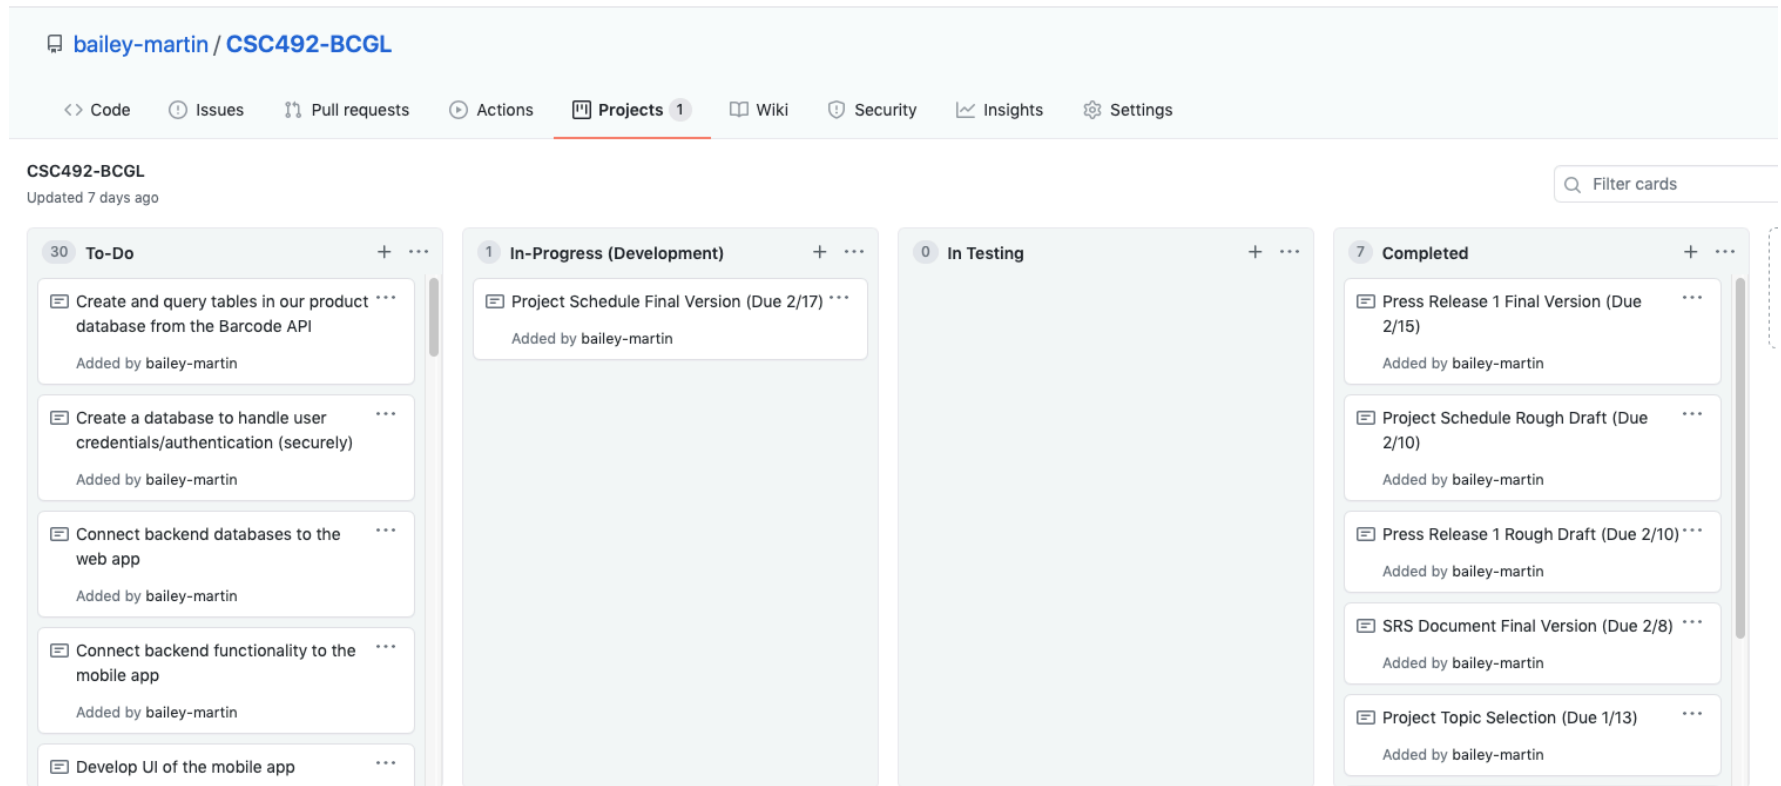 bailey-martin / CSC492-BCGL
Code Issues Pull requests Actions Projects 1 Wiki Security Insights Settings
CSC492-BCGL
Updated 7 days ago
Filter cards
30 To-Do
Create and query tables in our product
database from the Barcode API
Added by bailey-martin
Create a database to handle user
credentials/authentication (securely)
Added by bailey-martin
Connect backend databases to the
web app
Added by bailey-martin
Connect backend functionality to the
mobile app
Added by bailey-martin
Develop UI of the mobile app
1 In-Progress (Development)
Project Schedule Final Version (Due 2/17)
Added by bailey-martin
0 In Testing
7 Completed
Press Release 1 Final Version (Due
2/15)
Added by bailey-martin
Project Schedule Rough Draft (Due
2/10)
Added by bailey-martin
Press Release 1 Rough Draft (Due 2/10)
Added by bailey-martin
SRS Document Final Version (Due 2/8)
Added by bailey-martin
Project Topic Selection (Due 1/13)
Added by bailey-martin